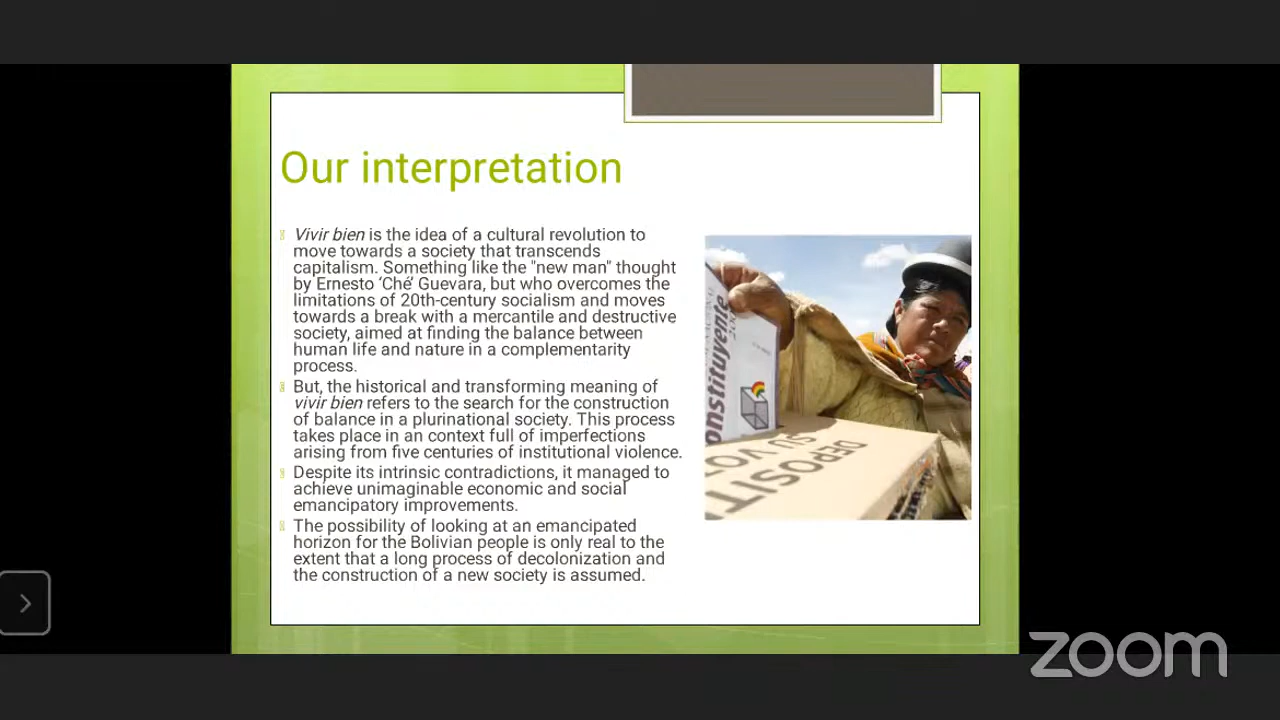 Our interpretation
Vivir bien is the idea of a cultural revolution to
move towards a society that transcends
capitalism. Something like the "new man" thought
by Ernesto ‘Ché’ Guevara, but who overcomes the
limitations of 20th-century socialism and moves
towards a break with a mercantile and destructive
society, aimed at finding the balance between
human life and nature in a complementarity
process.
But, the historical and transforming meaning of
vivir bien refers to the search for the construction
of balance in a plurinational society. This process
takes place in an context full of imperfections
arising from five centuries of institutional violence.
Despite its intrinsic contradictions, it managed to
achieve unimaginable economic and social
emancipatory improvements.
The possibility of looking at an emancipated
horizon for the Bolivian people is only real to the
extent that a long process of decolonization and
the construction of a new society is assumed.
onstituyente
DEPOSIT
SU VOT
zoom